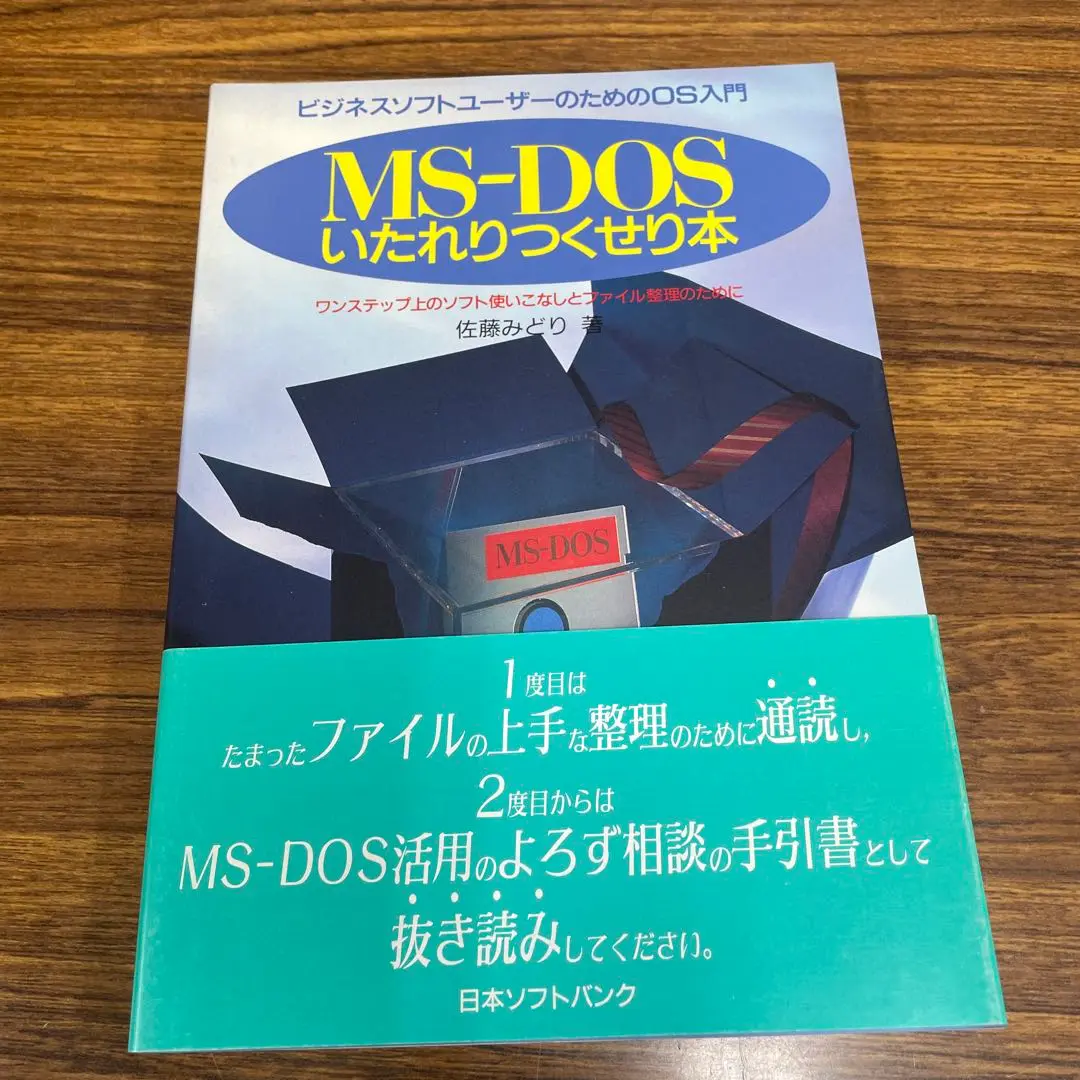 ビジネスソフトユーザーのためのOS入門
MS-DOS
いたれりつくせり本
ワンステップ上のソフト使いこなしとファイル整理のために
佐藤みどり 著
MS-DOS
1度目は
たまったファイルの上手な整理のために通読し,
2度目からは
MS-DOS活用のよろず相談の手引書として
抜き読みしてください。
日本ソフトバンク